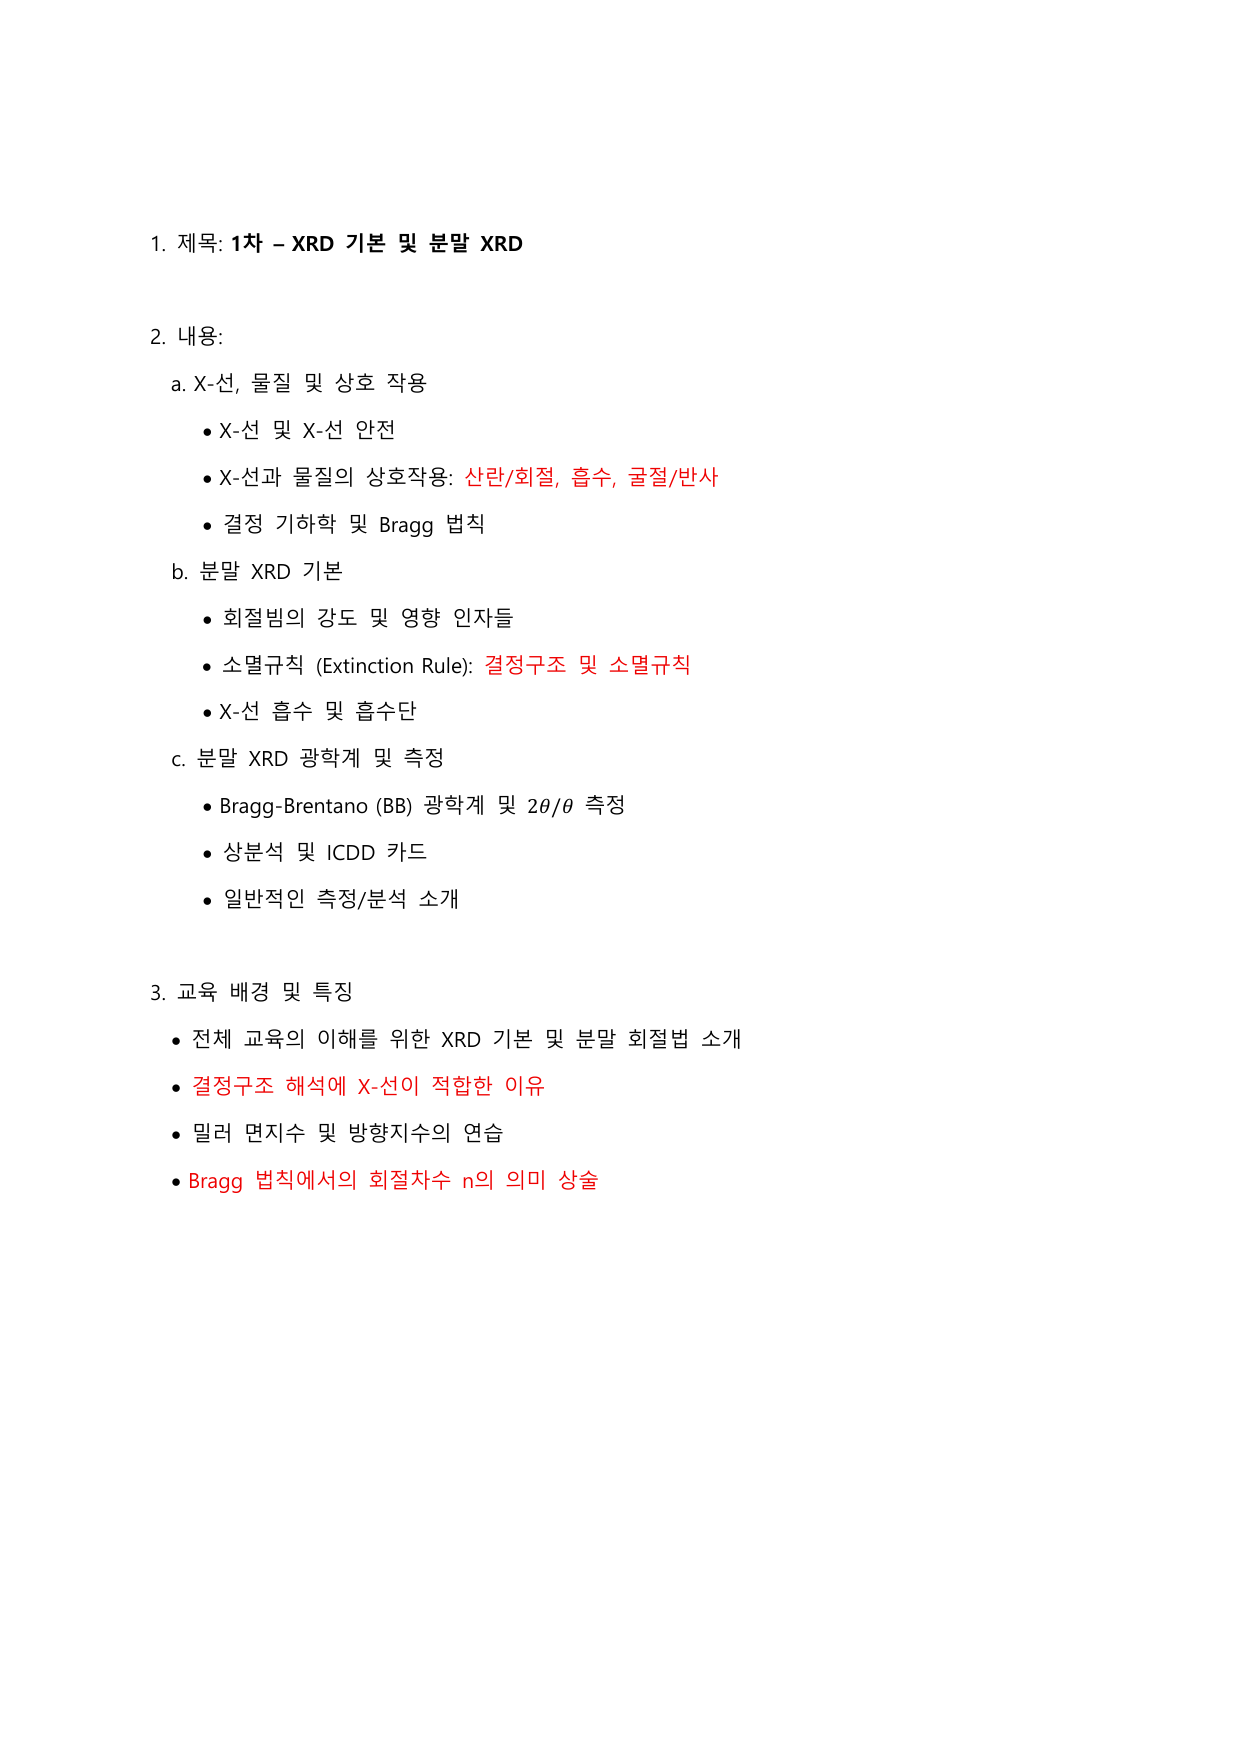 1. 제목: 1차 – XRD 기본 및 분말 XRD
2. 내용:
a. X-선, 물질 및 상호 작용
• X-선 및 X-선 안전
• X-선과 물질의 상호작용: 산란/회절, 흡수, 굴절/반사
• 결정 기하학 및 Bragg 법칙
b. 분말 XRD 기본
• 회절빔의 강도 및 영향 인자들
• 소멸규칙 (Extinction Rule): 결정구조 및 소멸규칙
• X-선 흡수 및 흡수단
c. 분말 XRD 광학계 및 측정
• Bragg-Brentano (BB) 광학계 및 2θ/θ 측정
• 상분석 및 ICDD 카드
• 일반적인 측정/분석 소개
3. 교육 배경 및 특징
• 전체 교육의 이해를 위한 XRD 기본 및 분말 회절법 소개
• 결정구조 해석에 X-선이 적합한 이유
• 밀러 면지수 및 방향지수의 연습
• Bragg 법칙에서의 회절차수 n의 의미 상술